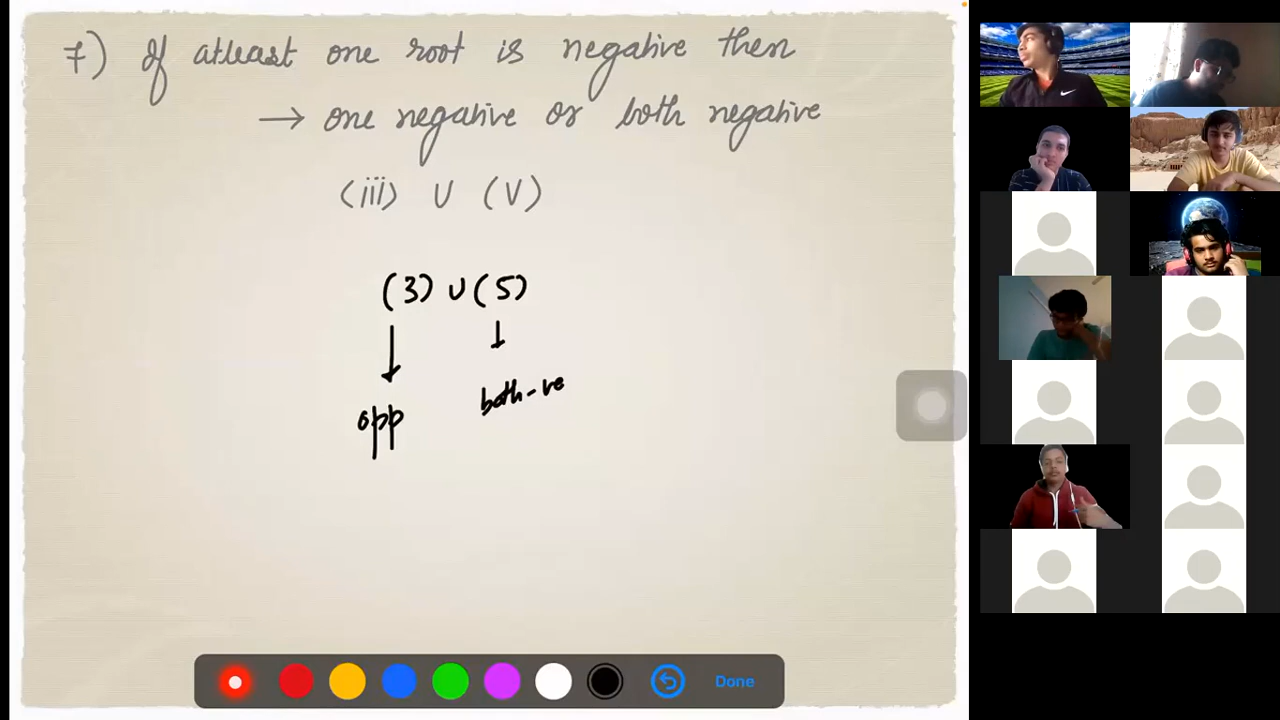 7) If atleast one root is negative then
→ one negative or both negative
(iii) ∪ (V)
(3) ∪ (5)
↓ ↓
opp both -ve
Done